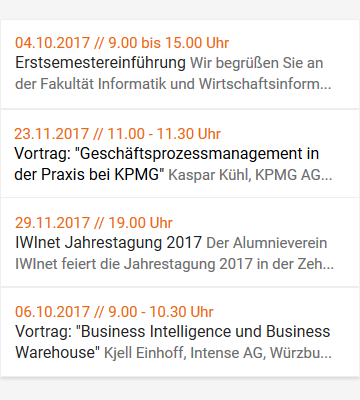 04.10.2017 // 9.00 bis 15.00 Uhr
Erstsemestereinführung Wir begrüßen Sie an
der Fakultät Informatik und Wirtschaftsinform...
23.11.2017 // 11.00 - 11.30 Uhr
Vortrag: "Geschäftsprozessmanagement in
der Praxis bei KPMG" Kaspar Kühl, KPMG AG...
29.11.2017 // 19.00 Uhr
IWInet Jahrestagung 2017 Der Alumnieverein
IWInet feiert die Jahrestagung 2017 in der Zeh...
06.10.2017 // 9.00 - 10.30 Uhr
Vortrag: "Business Intelligence und Business
Warehouse" Kjell Einhoff, Intense AG, Würzbu...